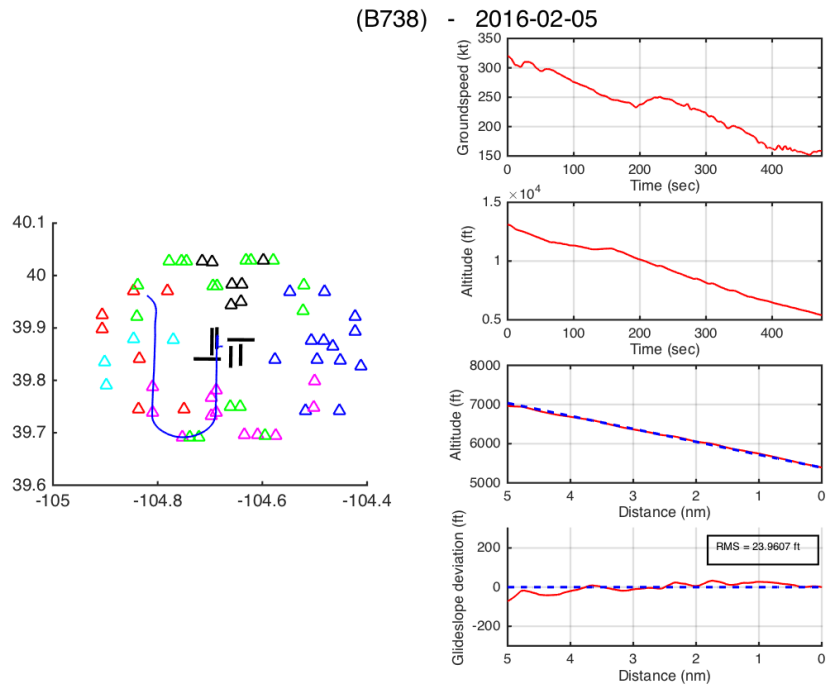 (B738) - 2016-02-05
40.1
40
39.9
39.8
39.7
39.6
-105
-104.8
-104.6
-104.4
350
300
250
200
150
Groundspeed (kt)
0 100 200 300 400
Time (sec)
×10⁴
1.5
1
0.5
Altitude (ft)
0 100 200 300 400
Time (sec)
8000
7000
6000
5000
Altitude (ft)
5 4 3 2 1 0
Distance (nm)
200
0
-200
Glideslope deviation (ft)
RMS = 23.9607 ft
5 4 3 2 1 0
Distance (nm)